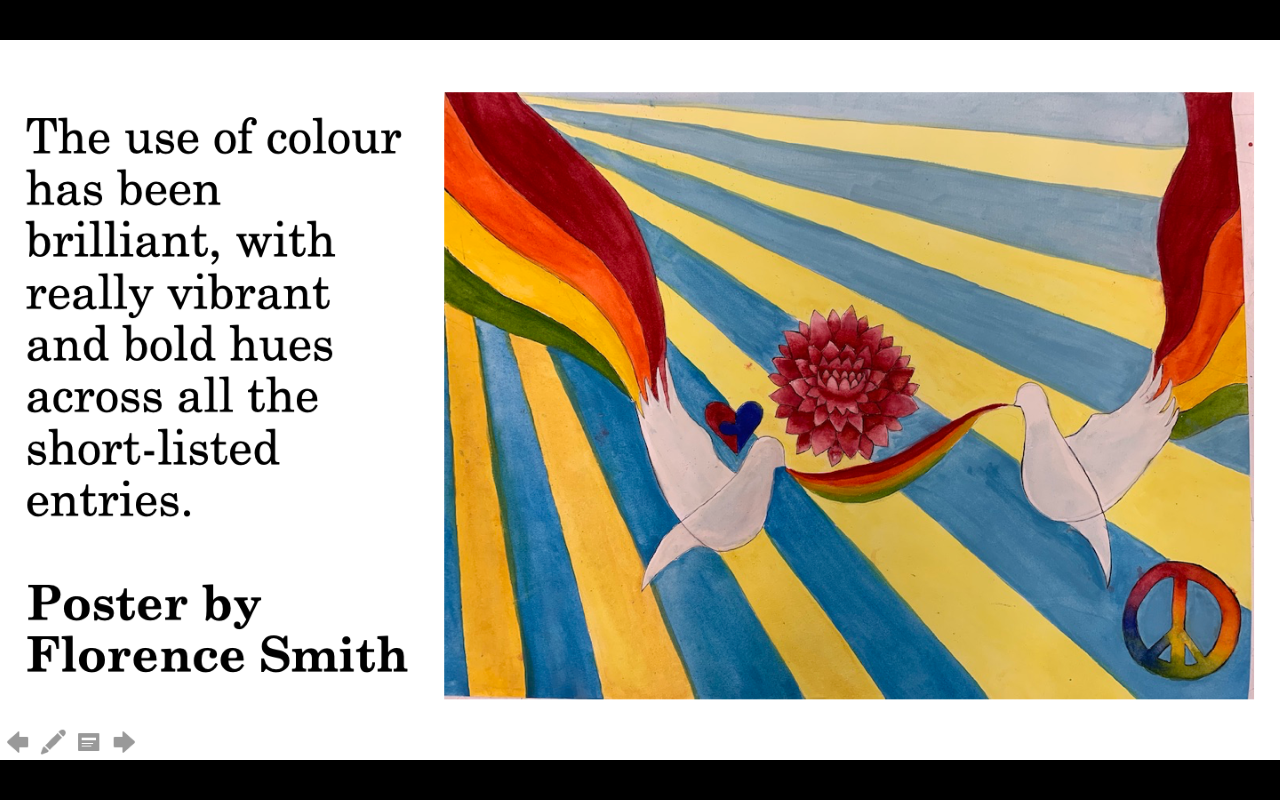 The use of colour
has been
brilliant, with
really vibrant
and bold hues
across all the
short-listed
entries.
Poster by
Florence Smith